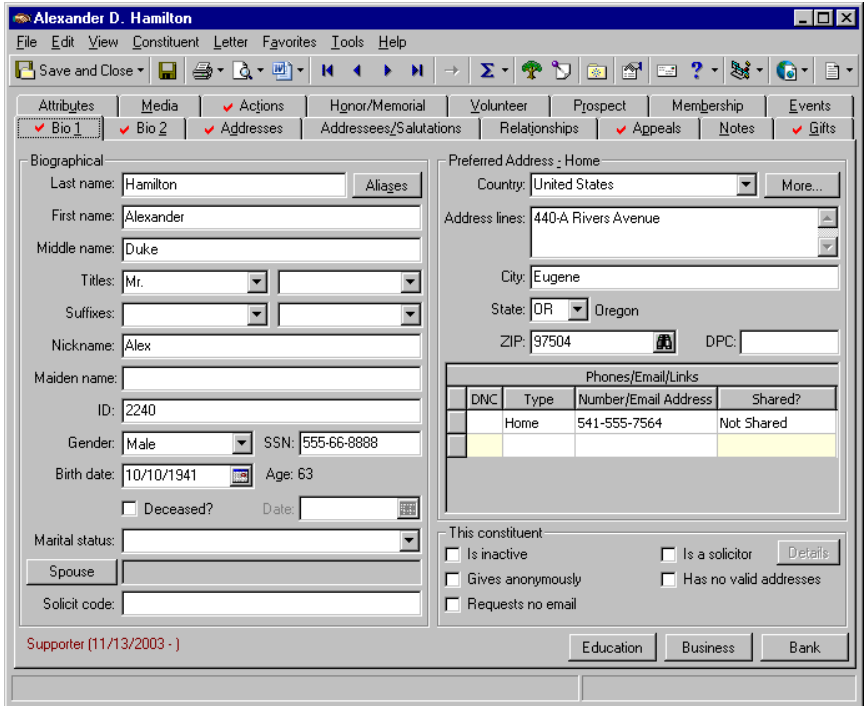 Alexander D. Hamilton
File Edit View Constituent Letter Favorites Tools Help
Save and Close
Attributes Media Actions Honor/Memorial Volunteer Prospect Membership Events
Bio 1 Bio 2 Addresses Addressees/Salutations Relationships Appeals Notes Gifts
Biographical
Last name: Hamilton Aliases
First name: Alexander
Middle name: Duke
Titles: Mr.
Suffixes:
Nickname: Alex
Maiden name:
ID: 2240
Gender: Male SSN: 555-66-8888
Birth date: 10/10/1941 Age: 63
Deceased? Date:
Marital status:
Spouse
Solicit code:
Supporter (11/13/2003 - )
Preferred Address - Home
Country: United States More...
Address lines: 440-A Rivers Avenue
City: Eugene
State: OR Oregon
ZIP: 97504 DPC:
Phones/Email/Links
DNC Type Number/Email Address Shared?
Home 541-555-7564 Not Shared
This constituent
Is inactive Is a solicitor Details
Gives anonymously Has no valid addresses
Requests no email
Education Business Bank